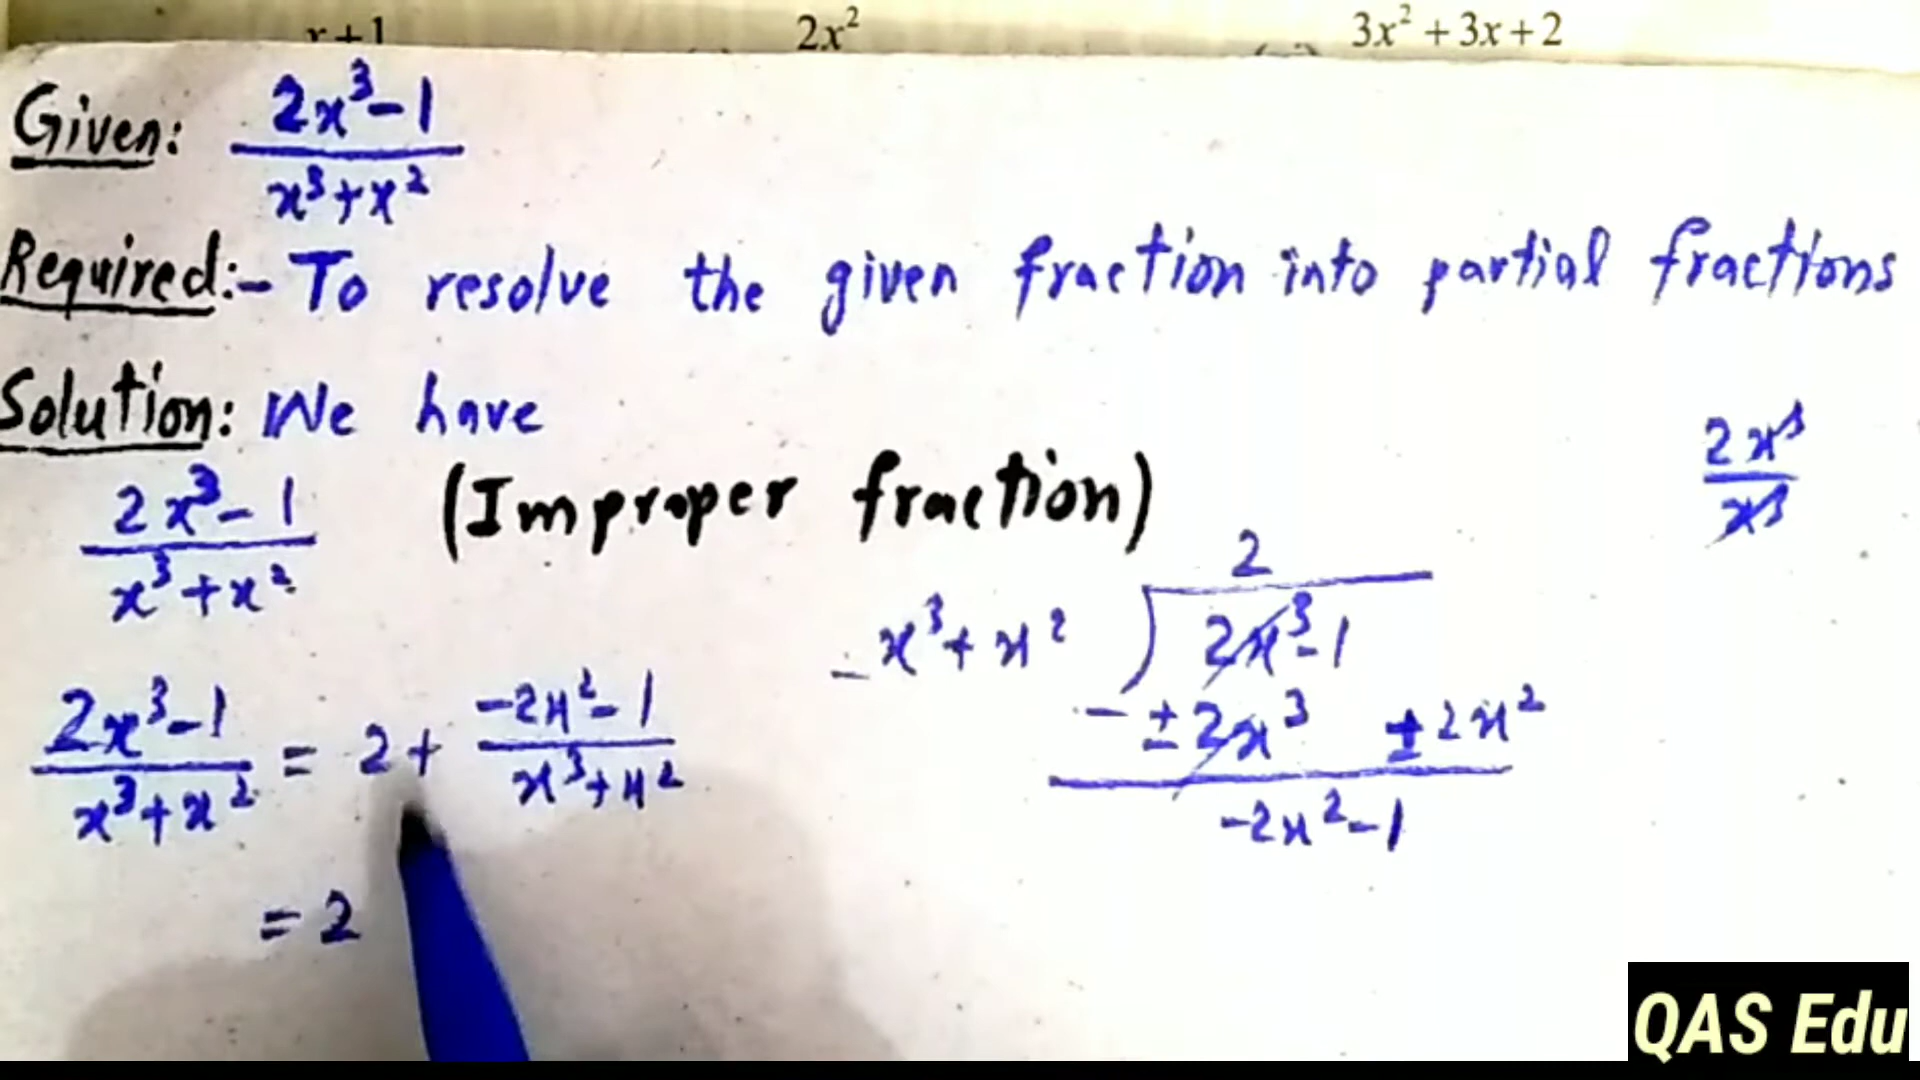 x+1 2x² 3x² + 3x + 2
Given: (2x³-1)/(x³+x²)
Required:- To resolve the given fraction into partial fractions
Solution: We have
(2x³-1)/(x³+x²) (Improper fraction) 2x³/x³
2
x³+x² ) 2x³-1
- ±2x³ ±2x²
-2x²-1
(2x³-1)/(x³+x²) = 2 + (-2x²-1)/(x³+x²)
= 2
QAS Edu